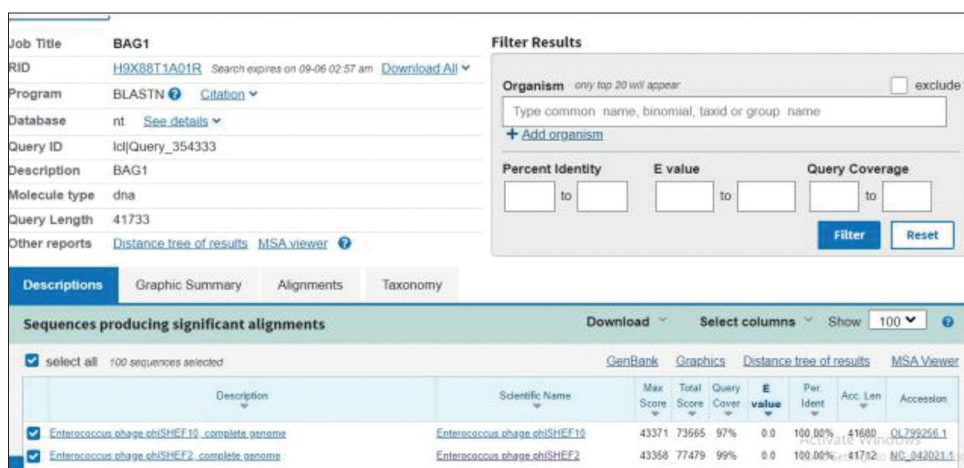 Job Title BAG1
RID H9X88T1A01R Search expires on 09-06 02:57 am Download All
Program BLASTN Citation
Database nt See details
Query ID lcl|Query_354333
Description BAG1
Molecule type dna
Query Length 41733
Other reports Distance tree of results MSA viewer
Filter Results
Organism only top 20 will appear exclude
Type common name, binomial, taxid or group name
+ Add organism
Percent Identity E value Query Coverage
to to to
Filter Reset
Descriptions Graphic Summary Alignments Taxonomy
Sequences producing significant alignments Download Select columns Show 100
select all 100 sequences selected GenBank Graphics Distance tree of results MSA Viewer
Description Scientific Name Max Score Total Score Query Cover E value Per. Ident Acc. Len Accession
Enterococcus phage phiSHEF10, complete genome Enterococcus phage phiSHEF10 43371 73565 97% 0.0 100.00% 41680 OL799256.1
Enterococcus phage phiSHEF2, complete genome Enterococcus phage phiSHEF2 43358 77479 99% 0.0 100.00% 41712 NC_042021.1
Activate Windows